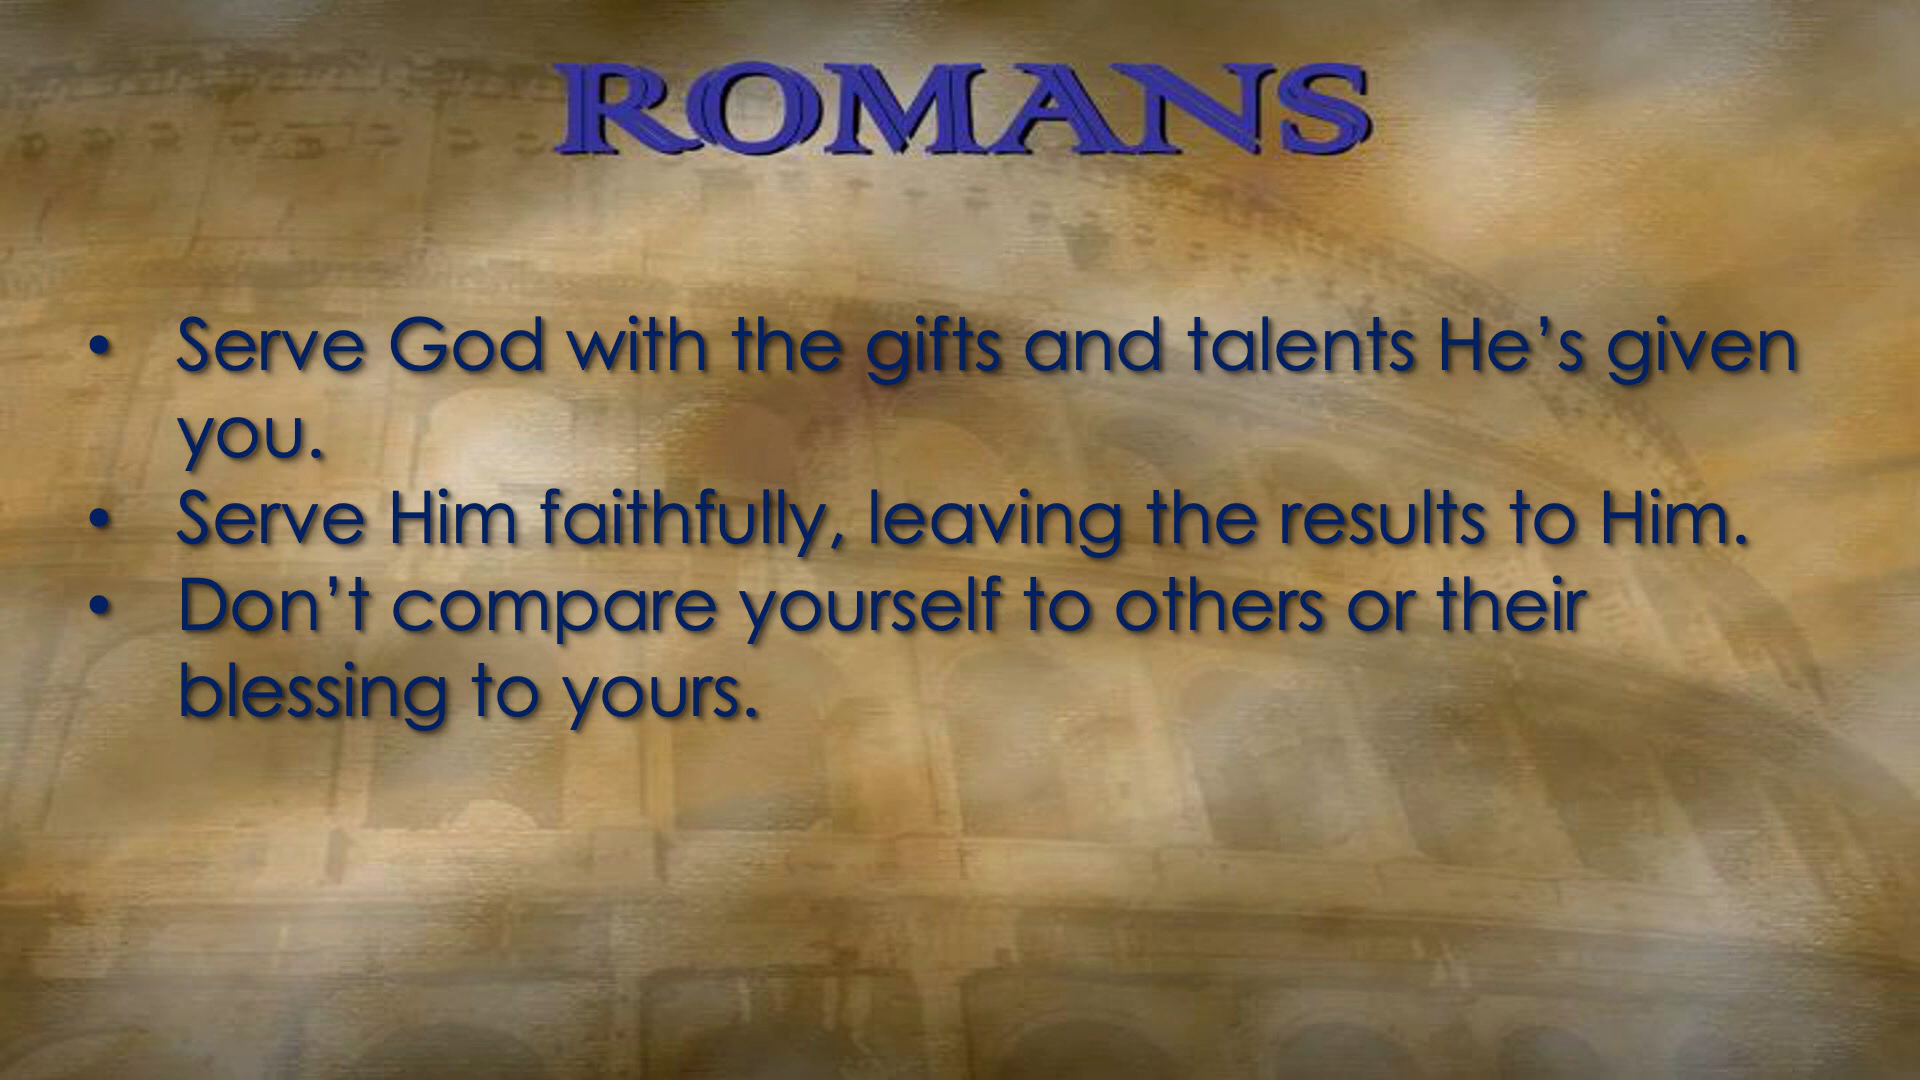 ROMANS
• Serve God with the gifts and talents He’s given
you.
• Serve Him faithfully, leaving the results to Him.
• Don’t compare yourself to others or their
blessing to yours.